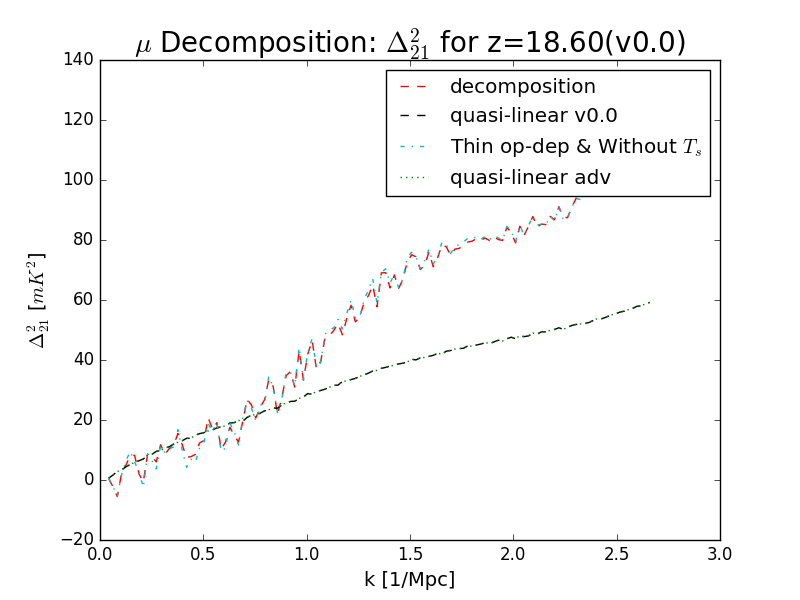 μ Decomposition: Δ²₂₁ for z=18.60(v0.0)
140
120
100
80
60
40
20
0
−20
Δ²₂₁ [mK²]
decomposition
quasi-linear v0.0
Thin op-dep & Without Tₛ
quasi-linear adv
0.0 0.5 1.0 1.5 2.0 2.5 3.0
k [1/Mpc]